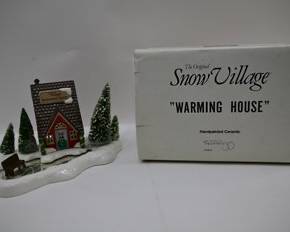 The Original
Snow Village
"WARMING HOUSE"
Handpainted Ceramic